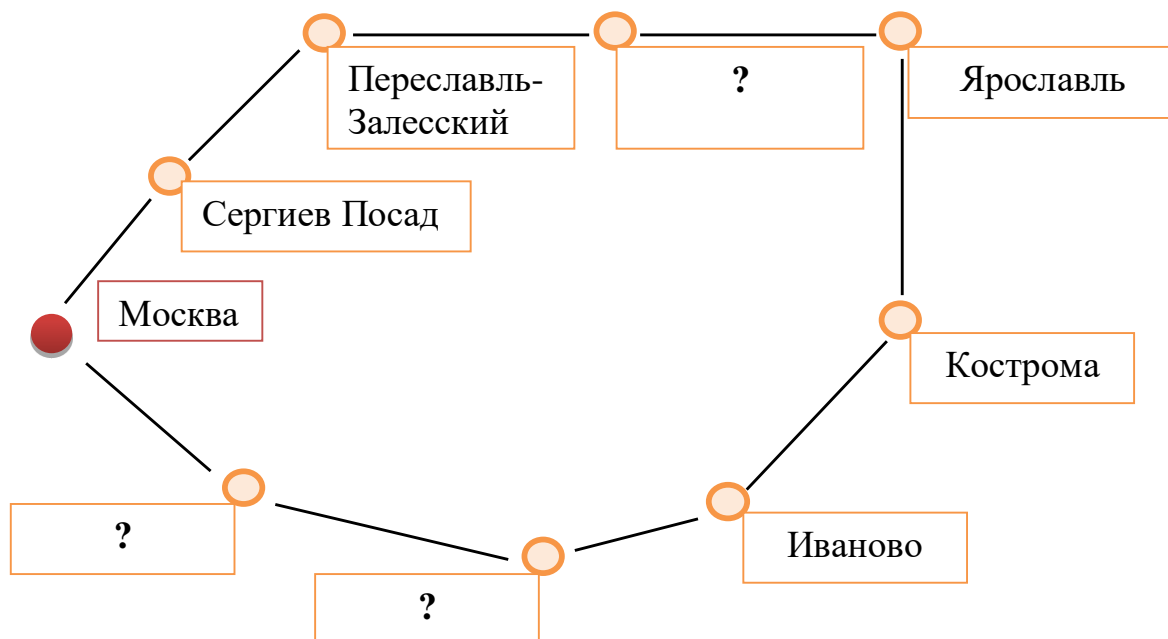 Переславль-
Залесский
?
Ярославль
Сергиев Посад
Москва
Кострома
?
Иваново
?